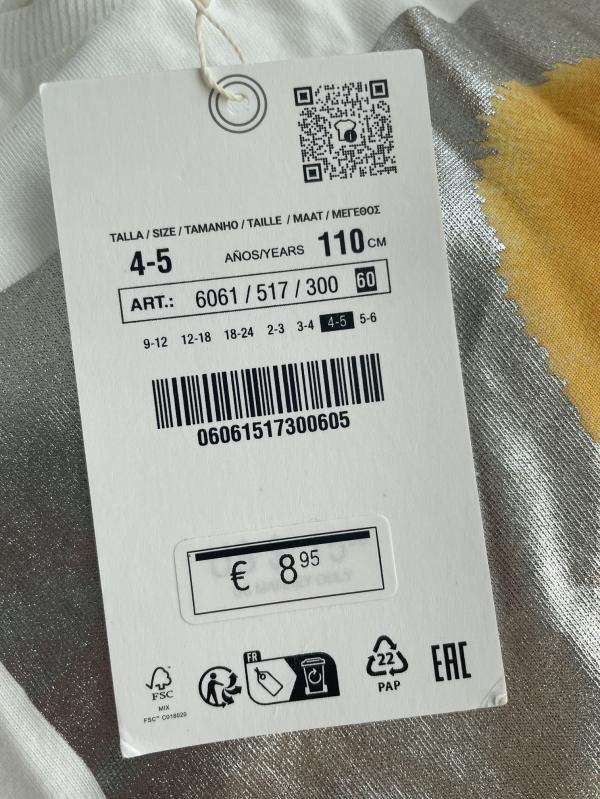 TALLA / SIZE / TAMANHO / TAILLE / MAAT / ΜΕΓΕΘΟΣ
4-5 AÑOS/YEARS 110 CM
ART.: 6061 / 517 / 300 60
9-12 12-18 18-24 2-3 3-4 4-5 5-6
06061517300605
€ 8,95
FR
FSC
MIX
FSC™ C018020
22
PAP
EAC